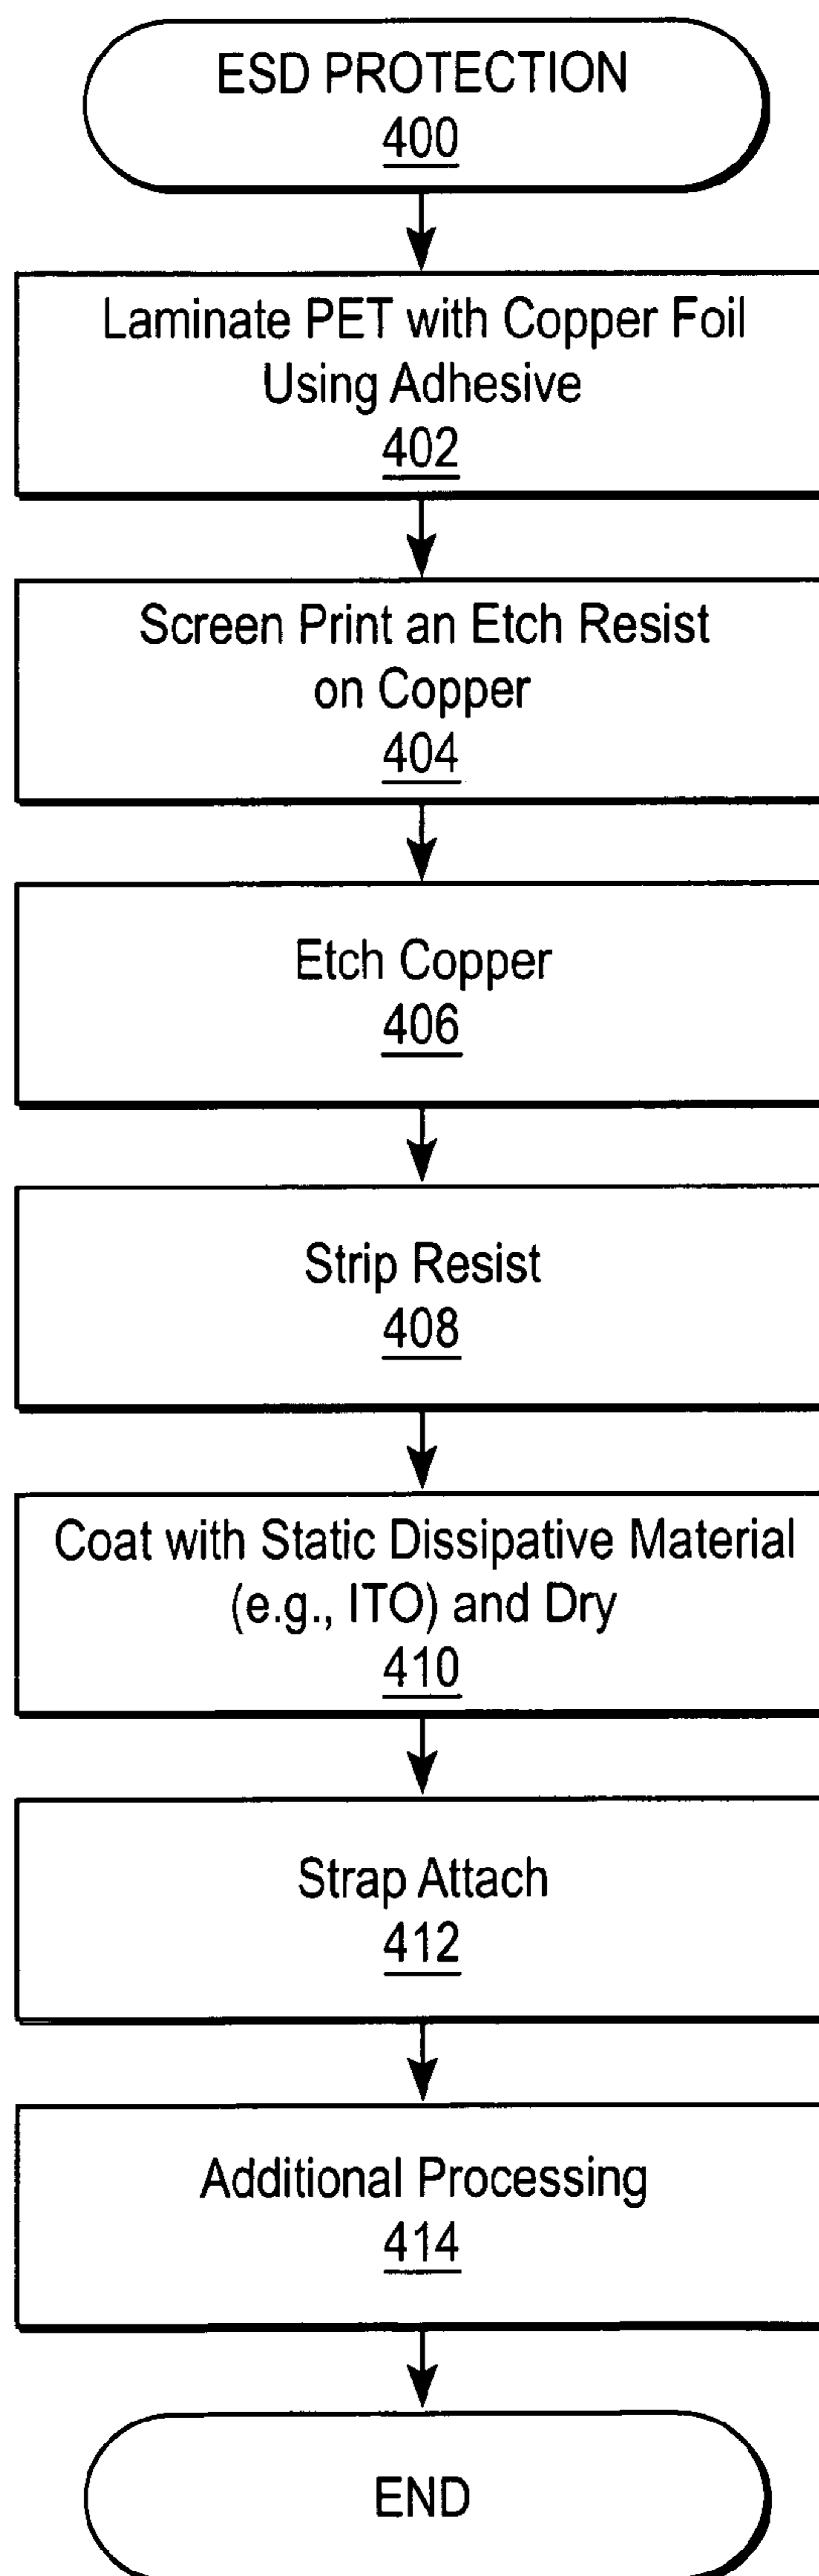 ESD PROTECTION
400
Laminate PET with Copper Foil
Using Adhesive
402
Screen Print an Etch Resist
on Copper
404
Etch Copper
406
Strip Resist
408
Coat with Static Dissipative Material
(e.g., ITO) and Dry
410
Strap Attach
412
Additional Processing
414
END